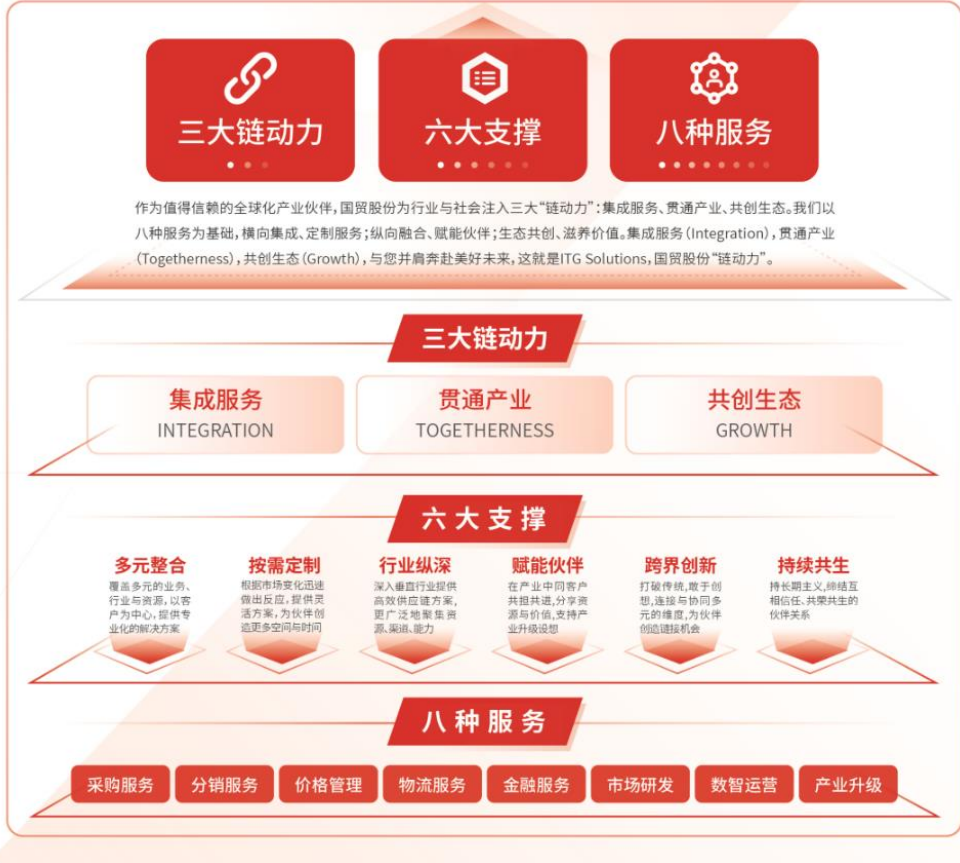 三大链动力
六大支撑
八种服务
作为值得信赖的全球化产业伙伴，国贸股份为行业与社会注入三大“链动力”：集成服务、贯通产业、共创生态。我们以
八种服务为基础，横向集成、定制服务；纵向融合、赋能伙伴；生态共创、滋养价值。集成服务（Integration），贯通产业
（Togetherness），共创生态（Growth），与您并肩奔赴美好未来，这就是ITG Solutions，国贸股份“链动力”。
三大链动力
集成服务
INTEGRATION
贯通产业
TOGETHERNESS
共创生态
GROWTH
六大支撑
多元整合
覆盖多元的业务、
行业与资源，以客
户为中心，提供专
业化的解决方案
按需定制
根据市场变化迅速
做出反应，提供灵
活方案，为伙伴创
造更多空间与时间
行业纵深
深入垂直行业提供
高效供应链方案，
更广泛地聚集资
源、渠道、能力
赋能伙伴
在产业中同客户
共担共进，分享资
源与价值，支持产
业升级设想
跨界创新
打破传统，敢于创
想，连接与协同多
元的维度，为伙伴
创造链接机会
持续共生
持长期主义，缔结互
相信任、共荣共生的
伙伴关系
八种服务
采购服务
分销服务
价格管理
物流服务
金融服务
市场研发
数智运营
产业升级